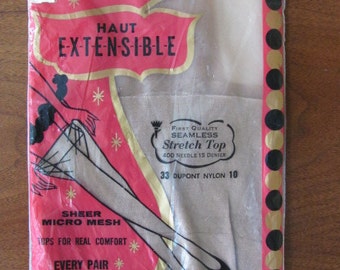 HAUT
EXTENSIBLE
FIRST QUALITY
SEAMLESS
Stretch Top
400 NEEDLE 15 DENIER
33 DUPONT NYLON 10
SHEER
MICRO MESH
FOR REAL COMFORT
EVERY PAIR